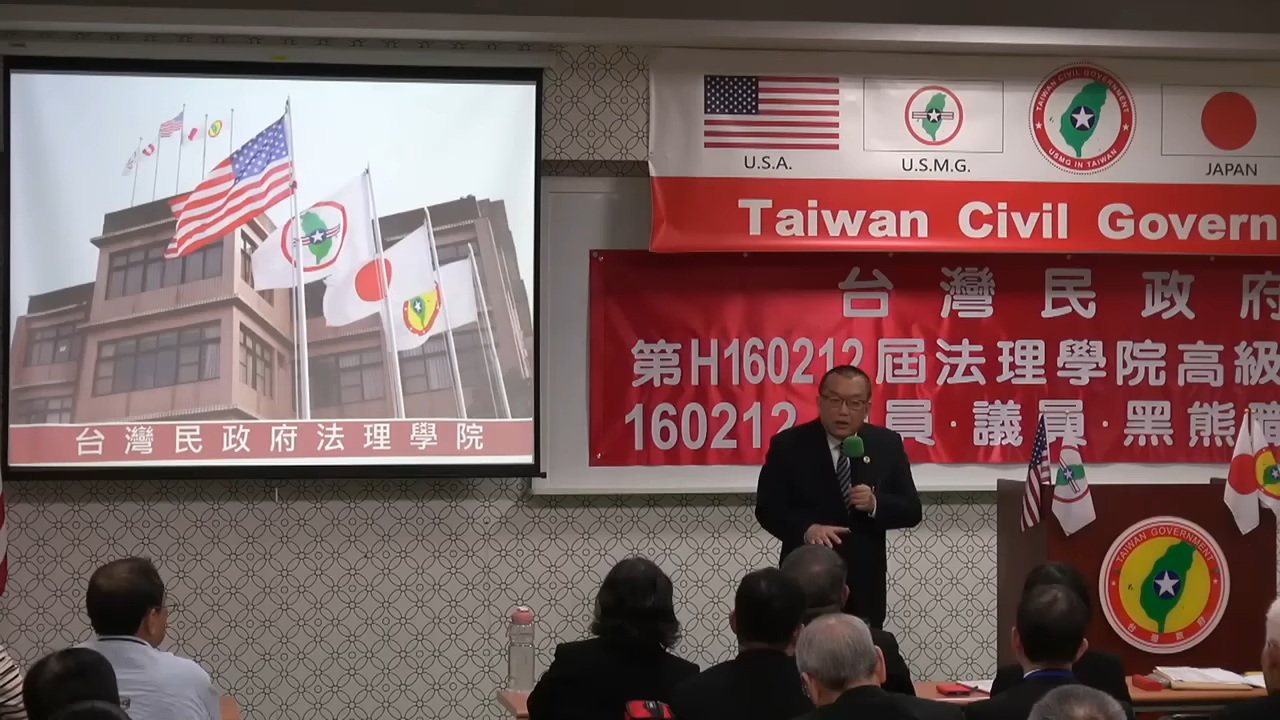 台灣民政府法理學院
U.S.A.
U.S.M.G.
TAIWAN CIVIL GOVERNMENT
USMG IN TAIWAN
JAPAN
Taiwan Civil Govern
台灣民政府
第H160212屆法理學院高級
160212 員·議員·黑熊職
TAIWAN GOVERNMENT
台灣政府